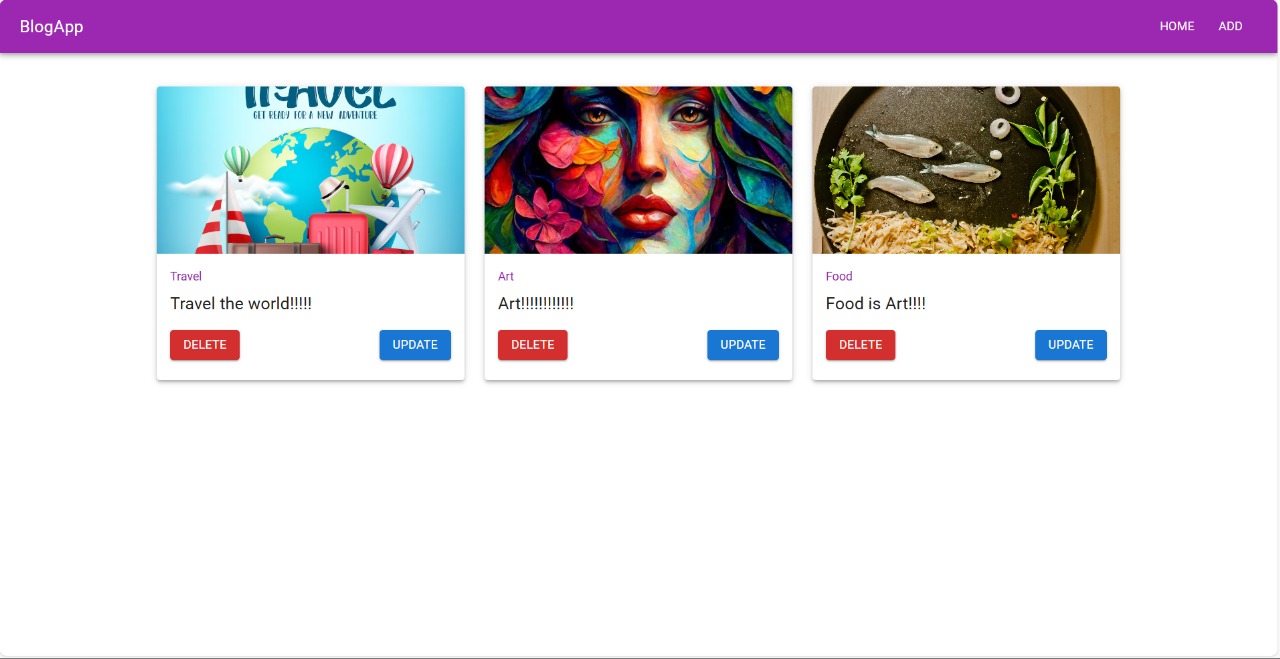 BlogApp
HOME ADD
TRAVEL
GET READY FOR A NEW ADVENTURE
Travel
Travel the world!!!!!
DELETE UPDATE
Art
Art!!!!!!!!!!!!
DELETE UPDATE
Food
Food is Art!!!!
DELETE UPDATE